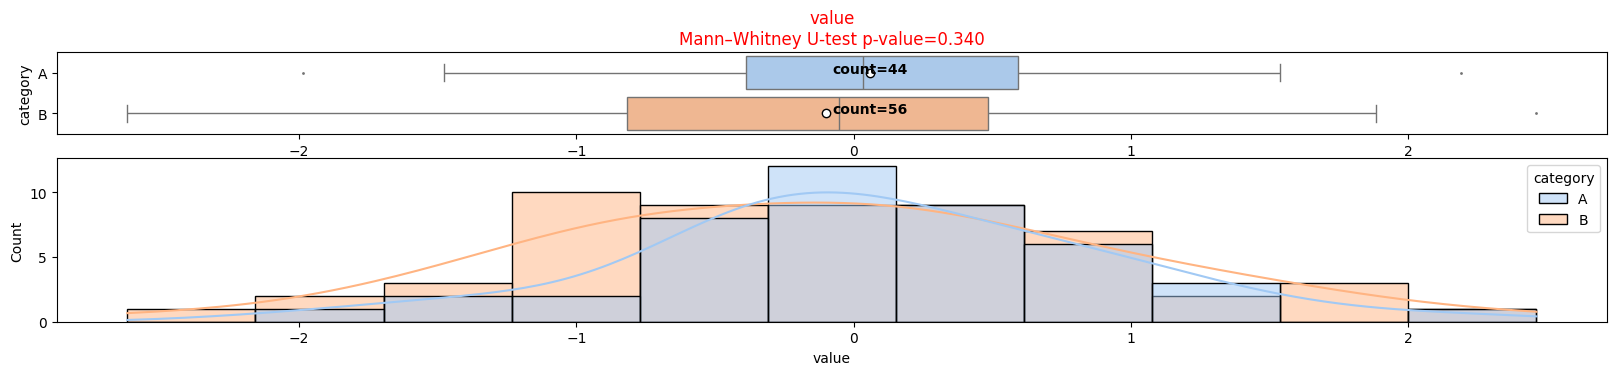 value
Mann–Whitney U-test p-value=0.340
category
A
count=44
B
count=56
−2
−1
0
1
2
Count
10
5
0
category
A
B
−2
−1
0
1
2
value